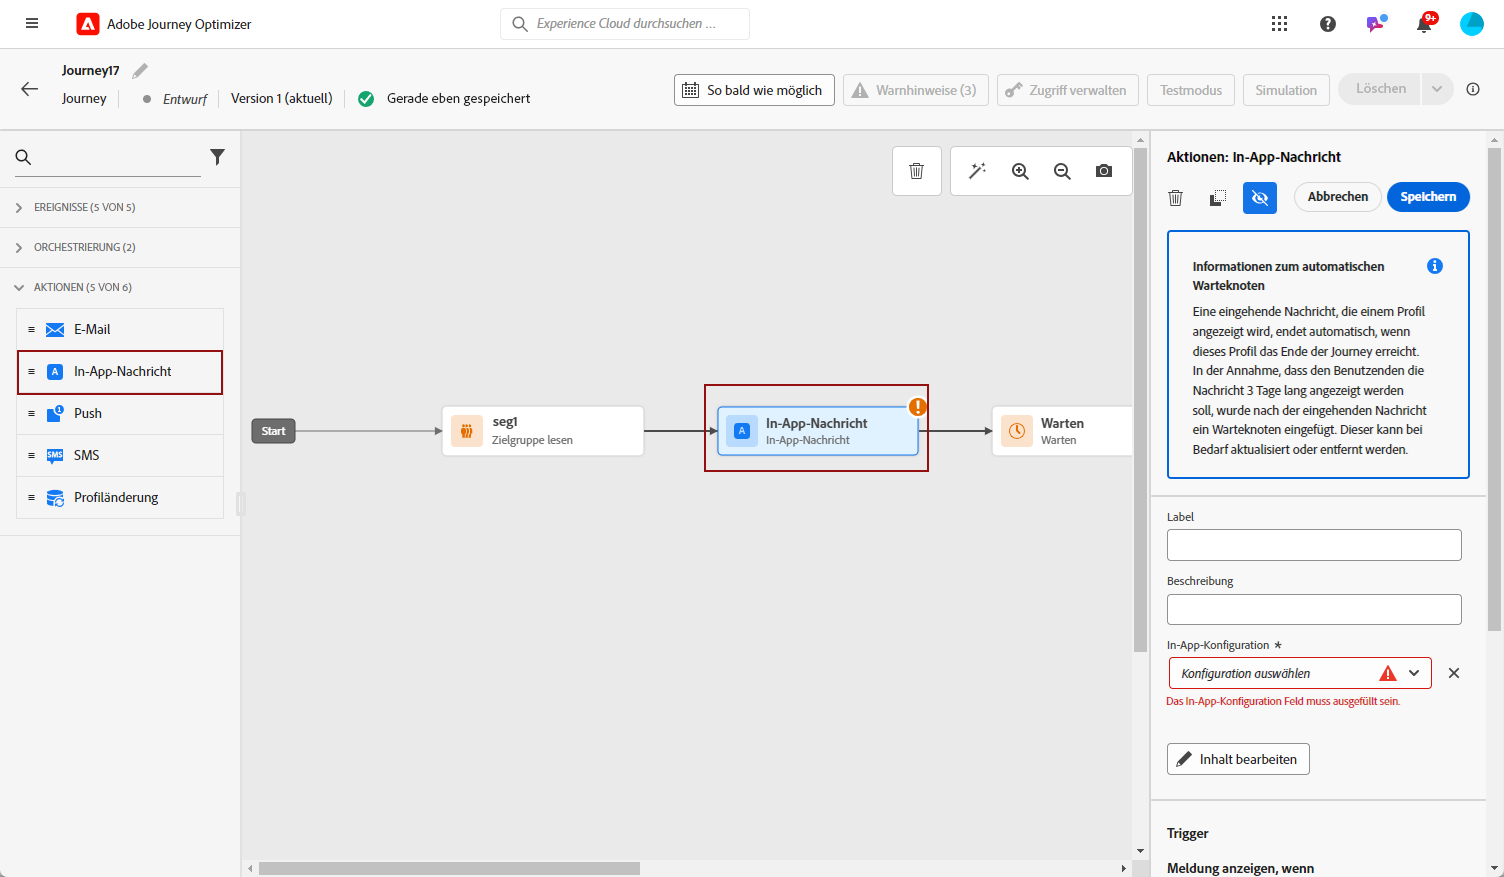 Adobe Journey Optimizer
Experience Cloud durchsuchen ...
9+
Journey17
Journey
Entwurf
Version 1 (aktuell)
Gerade eben gespeichert
So bald wie möglich
Warnhinweise (3)
Zugriff verwalten
Testmodus
Simulation
Löschen
EREIGNISSE (5 VON 5)
ORCHESTRIERUNG (2)
AKTIONEN (5 VON 6)
E-Mail
A
In-App-Nachricht
1
Push
SMS
SMS
Profiländerung
Start
seg1
Zielgruppe lesen
A
In-App-Nachricht
In-App-Nachricht
Warten
Warten
Aktionen: In-App-Nachricht
Abbrechen
Speichern
Informationen zum automatischen
Warteknoten
Eine eingehende Nachricht, die einem Profil
angezeigt wird, endet automatisch, wenn
dieses Profil das Ende der Journey erreicht.
In der Annahme, dass den Benutzenden die
Nachricht 3 Tage lang angezeigt werden
soll, wurde nach der eingehenden Nachricht
ein Warteknoten eingefügt. Dieser kann bei
Bedarf aktualisiert oder entfernt werden.
Label
Beschreibung
In-App-Konfiguration *
Konfiguration auswählen
Das In-App-Konfiguration Feld muss ausgefüllt sein.
Inhalt bearbeiten
Trigger
Meldung anzeigen, wenn